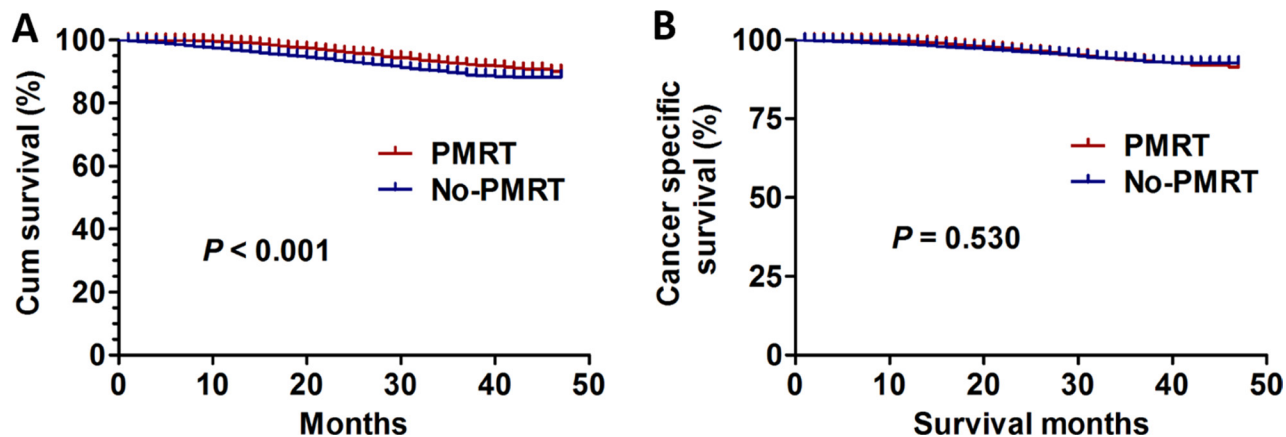 A
Cum survival (%)
100
80
60
40
20
0
PMRT
No-PMRT
P < 0.001
0 10 20 30 40 50
Months
B
Cancer specific
survival (%)
100
75
50
25
0
PMRT
No-PMRT
P = 0.530
0 10 20 30 40 50
Survival months